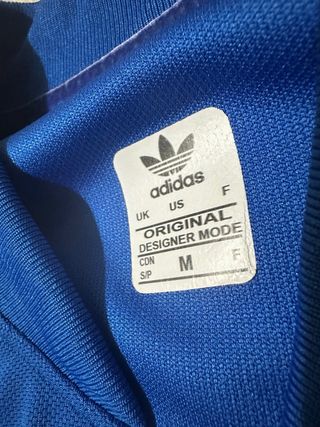 adidas
UK US F
ORIGINAL
DESIGNER MODE
CDN
S/P M F